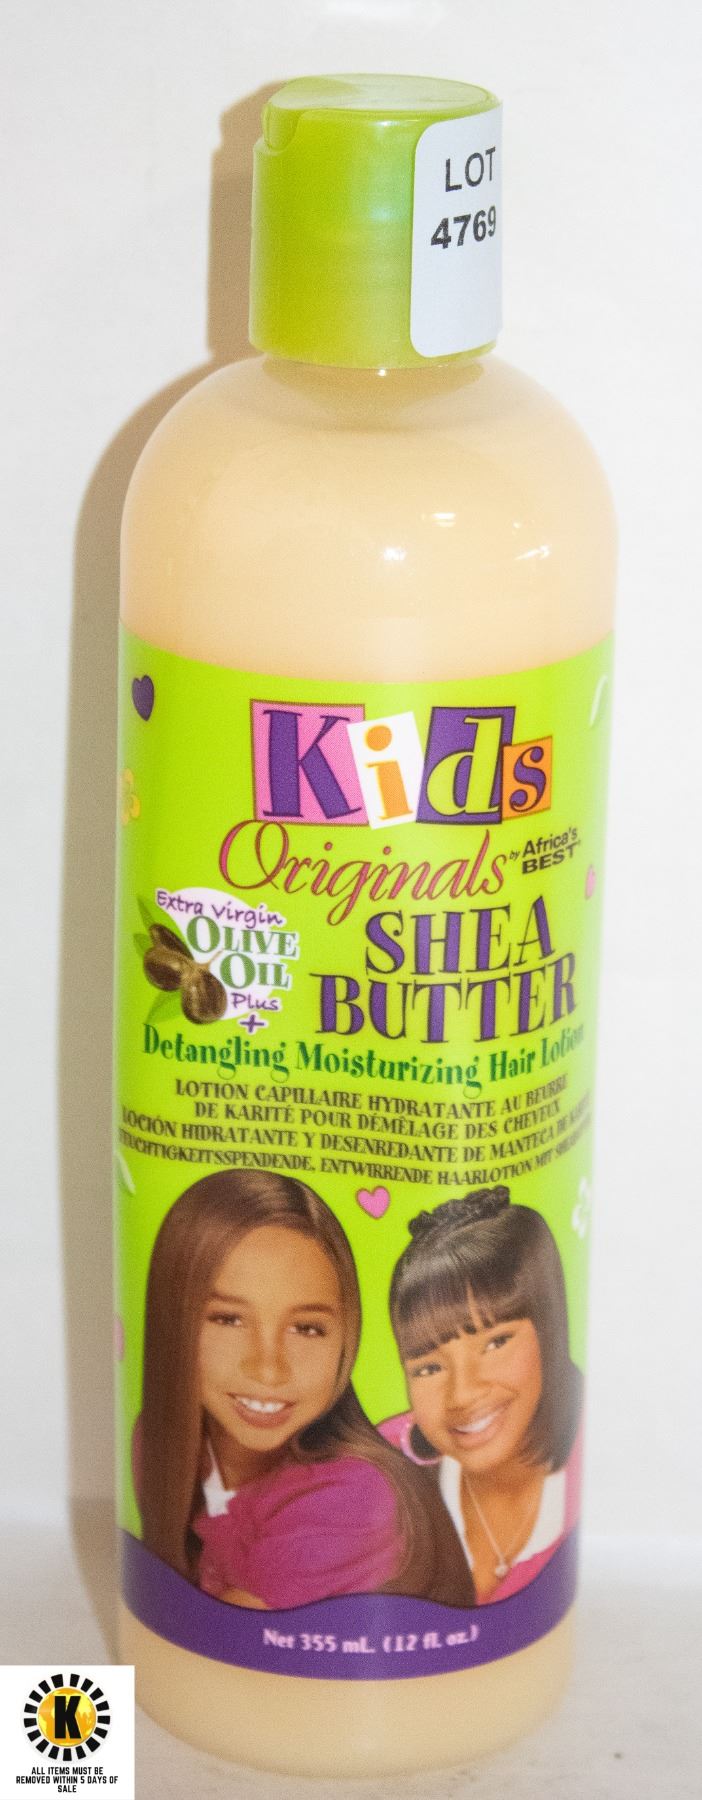 LOT
4769
Kids
Originals by Africa's
BEST
Extra Virgin
OLIVE
OIL
Plus
+
SHEA
BUTTER
Detangling Moisturizing Hair Lotion
LOTION CAPILLAIRE HYDRATANTE AU BEURRE
DE KARITÉ POUR DÉMÊLAGE DES CHEVEUX
LOCIÓN HIDRATANTE Y DESENREDANTE DE MANTECA DE
FEUCHTIGKEITSSPENDENDE, ENTWIRRENDE HAARLOTION MIT
Net 355 mL. (12 fl. oz.)
K
ALL ITEMS MUST BE
REMOVED WITHIN 5 DAYS OF
SALE